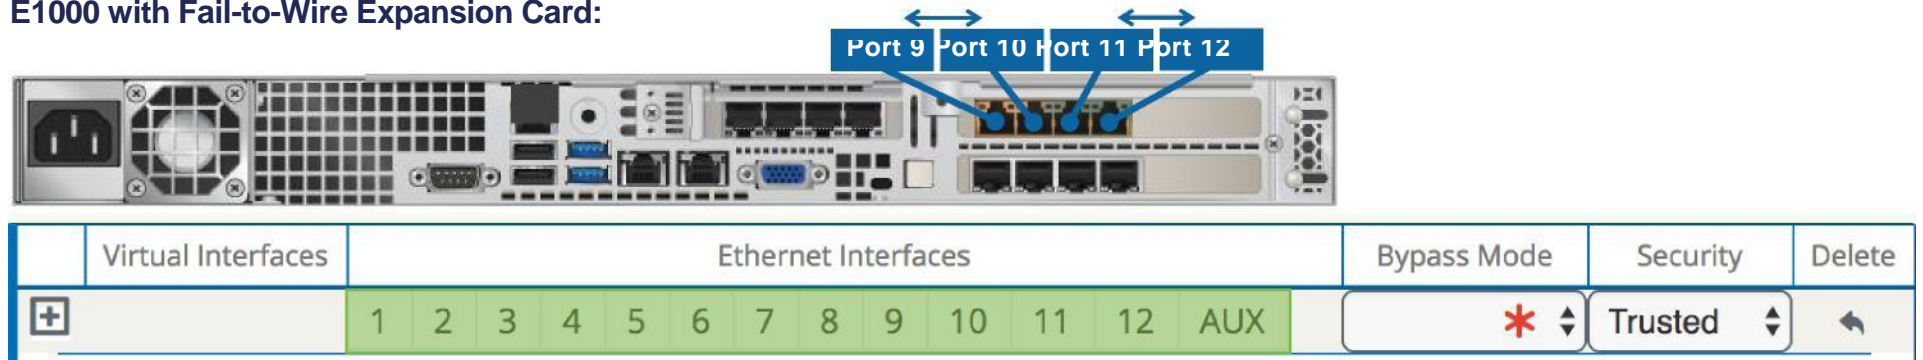 E1000 with Fail-to-Wire Expansion Card:
Port 9 Port 10 Port 11 Port 12
Virtual Interfaces Ethernet Interfaces Bypass Mode Security Delete
1 2 3 4 5 6 7 8 9 10 11 12 AUX * Trusted